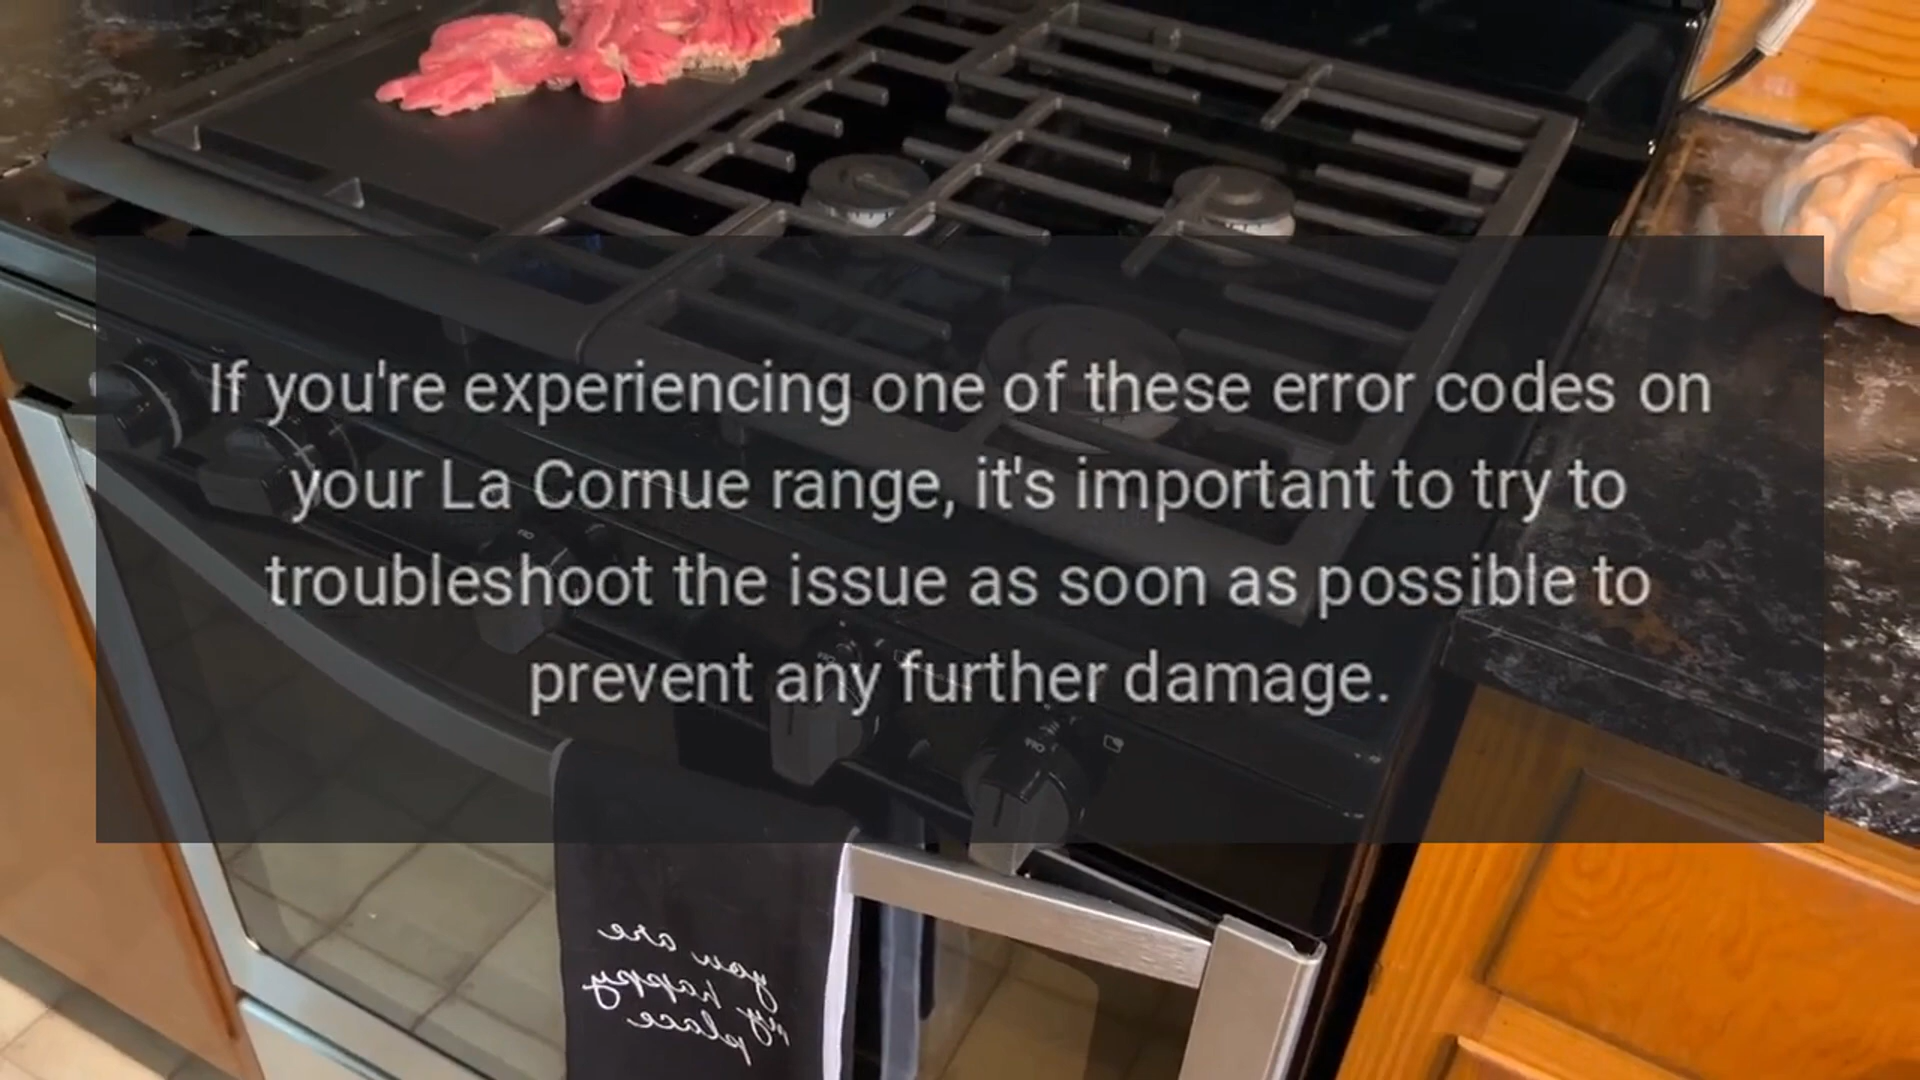 If you're experiencing one of these error codes on
your La Cornue range, it's important to try to
troubleshoot the issue as soon as possible to
prevent any further damage.
OFF
you are
my happy
place